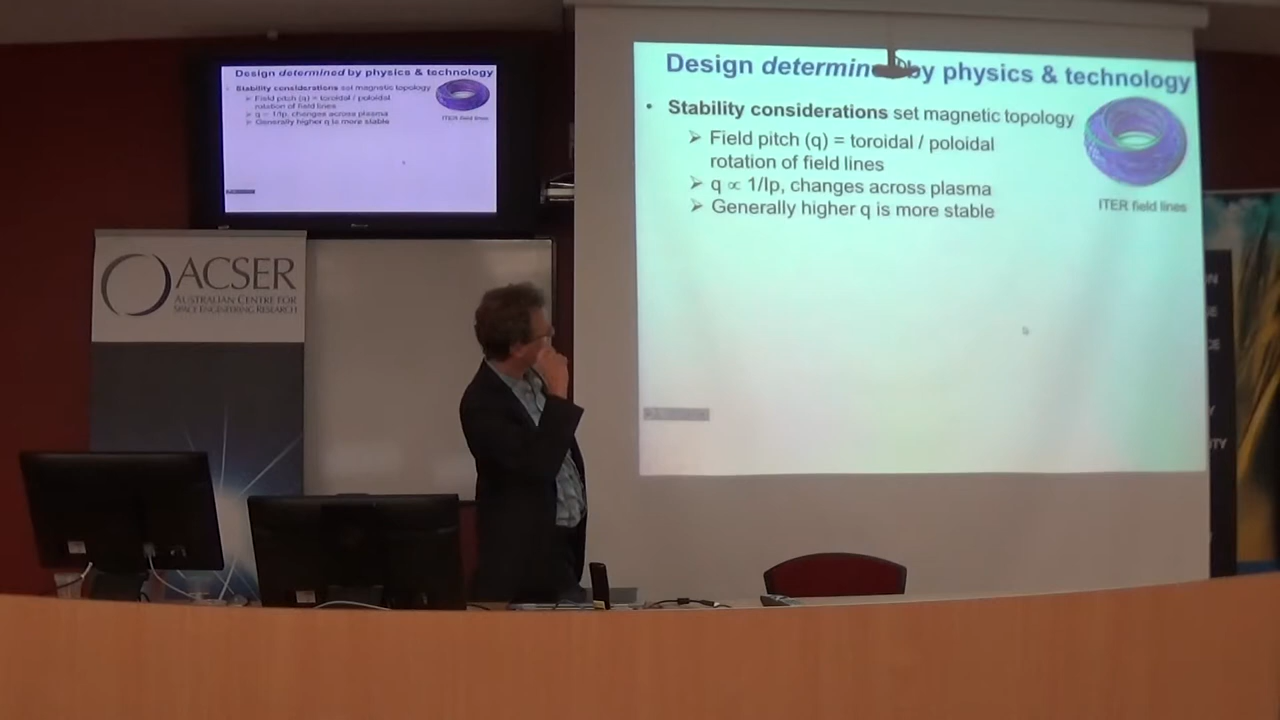 Design determined by physics & technology
Stability considerations set magnetic topology
Field pitch (q) = toroidal / poloidal
rotation of field lines
q = 1/Ip, changes across plasma
Generally higher q is more stable
ITER field lines
Design determin by physics & technology
• Stability considerations set magnetic topology
➢ Field pitch (q) = toroidal / poloidal
rotation of field lines
➢ q ∝ 1/Ip, changes across plasma
➢ Generally higher q is more stable
ITER field lines
ACSER
AUSTRALIAN CENTRE FOR
SPACE ENGINEERING RESEARCH